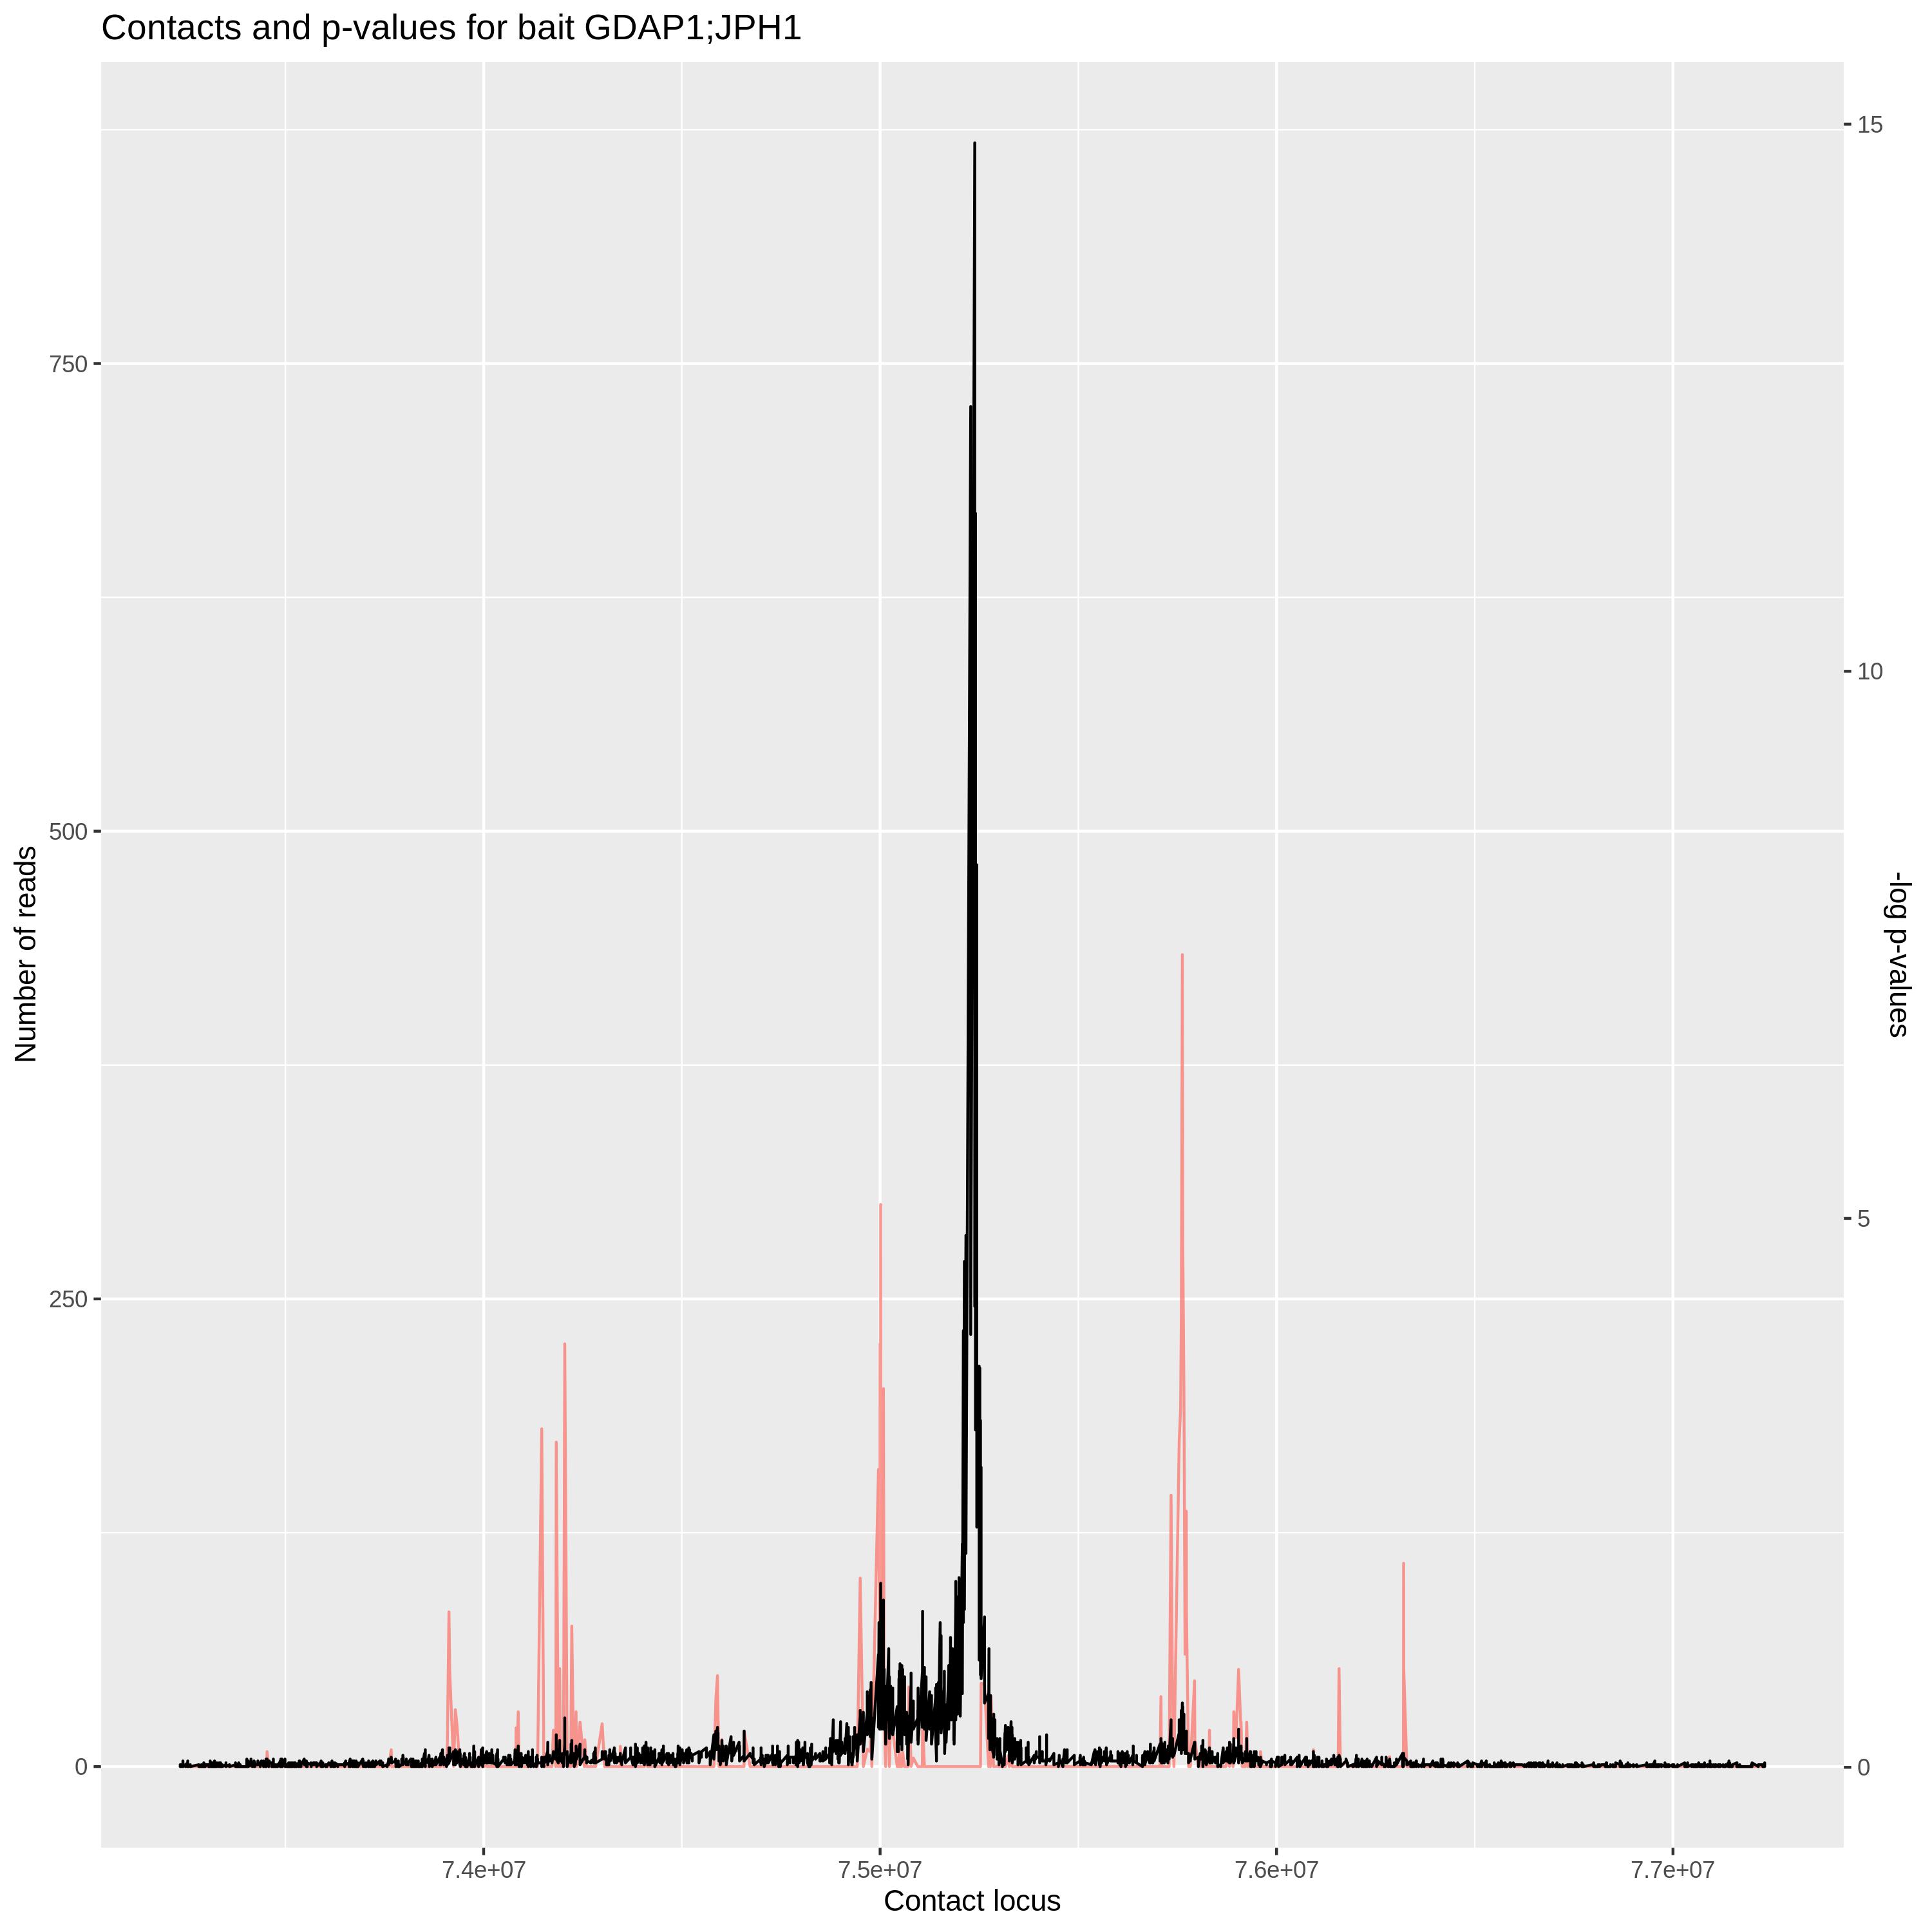 Contacts and p-values for bait GDAP1;JPH1
15
750
10
500
Number of reads
-log p-values
5
250
0
0
7.4e+07
7.5e+07
7.6e+07
7.7e+07
Contact locus